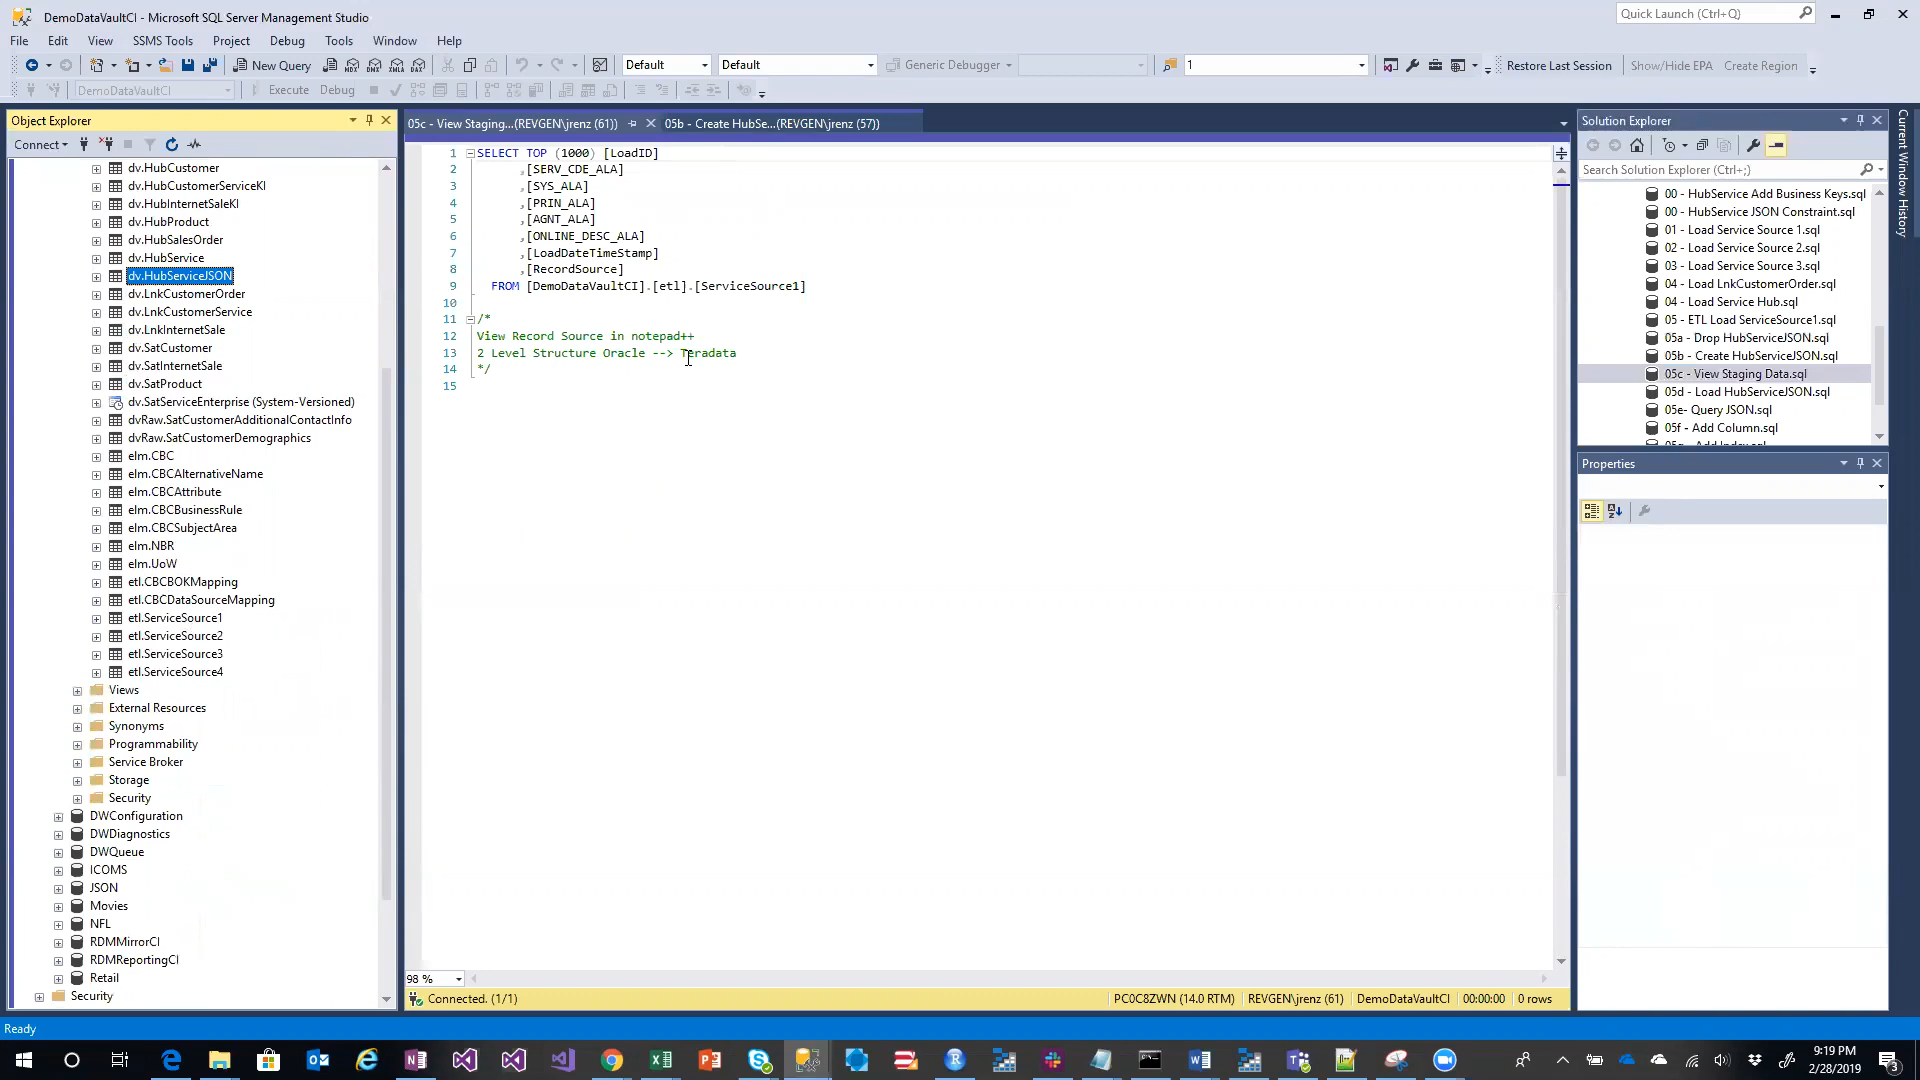 DemoDataVaultCI - Microsoft SQL Server Management Studio
Quick Launch (Ctrl+Q)
File Edit View SSMS Tools Project Debug Tools Window Help
New Query Default Default Generic Debugger 1 Restore Last Session Show/Hide EPA Create Region
DemoDataVaultCI Execute Debug
Object Explorer
Connect
dv.HubCustomer
dv.HubCustomerServiceKI
dv.HubInternetSaleKI
dv.HubProduct
dv.HubSalesOrder
dv.HubService
dv.HubServiceJSON
dv.LnkCustomerOrder
dv.LnkCustomerService
dv.LnkInternetSale
dv.SatCustomer
dv.SatInternetSale
dv.SatProduct
dv.SatServiceEnterprise (System-Versioned)
dvRaw.SatCustomerAdditionalContactInfo
dvRaw.SatCustomerDemographics
elm.CBC
elm.CBCAlternativeName
elm.CBCAttribute
elm.CBCBusinessRule
elm.CBCSubjectArea
elm.NBR
elm.UoW
etl.CBCBOKMapping
etl.CBCDataSourceMapping
etl.ServiceSource1
etl.ServiceSource2
etl.ServiceSource3
etl.ServiceSource4
Views
External Resources
Synonyms
Programmability
Service Broker
Storage
Security
DWConfiguration
DWDiagnostics
DWQueue
ICOMS
JSON
Movies
NFL
RDMMirrorCI
RDMReportingCI
Retail
Security
05c - View Staging...(REVGEN\jrenz (61)) 05b - Create HubSe...(REVGEN\jrenz (57))
1 SELECT TOP (1000) [LoadID]
2 ,[SERV_CDE_ALA]
3 ,[SYS_ALA]
4 ,[PRIN_ALA]
5 ,[AGNT_ALA]
6 ,[ONLINE_DESC_ALA]
7 ,[LoadDateTimeStamp]
8 ,[RecordSource]
9 FROM [DemoDataVaultCI].[etl].[ServiceSource1]
10
11 /*
12 View Record Source in notepad++
13 2 Level Structure Oracle --> Teradata
14 */
15
98 %
Connected. (1/1) PC0C8ZWN (14.0 RTM) REVGEN\jrenz (61) DemoDataVaultCI 00:00:00 0 rows
Solution Explorer
Search Solution Explorer (Ctrl+;)
00 - HubService Add Business Keys.sql
00 - HubService JSON Constraint.sql
01 - Load Service Source 1.sql
02 - Load Service Source 2.sql
03 - Load Service Source 3.sql
04 - Load LnkCustomerOrder.sql
04 - Load Service Hub.sql
05 - ETL Load ServiceSource1.sql
05a - Drop HubServiceJSON.sql
05b - Create HubServiceJSON.sql
05c - View Staging Data.sql
05d - Load HubServiceJSON.sql
05e- Query JSON.sql
05f - Add Column.sql
05g - Add Index.sql
Properties
Current Window History
Ready
9:19 PM
2/28/2019
3